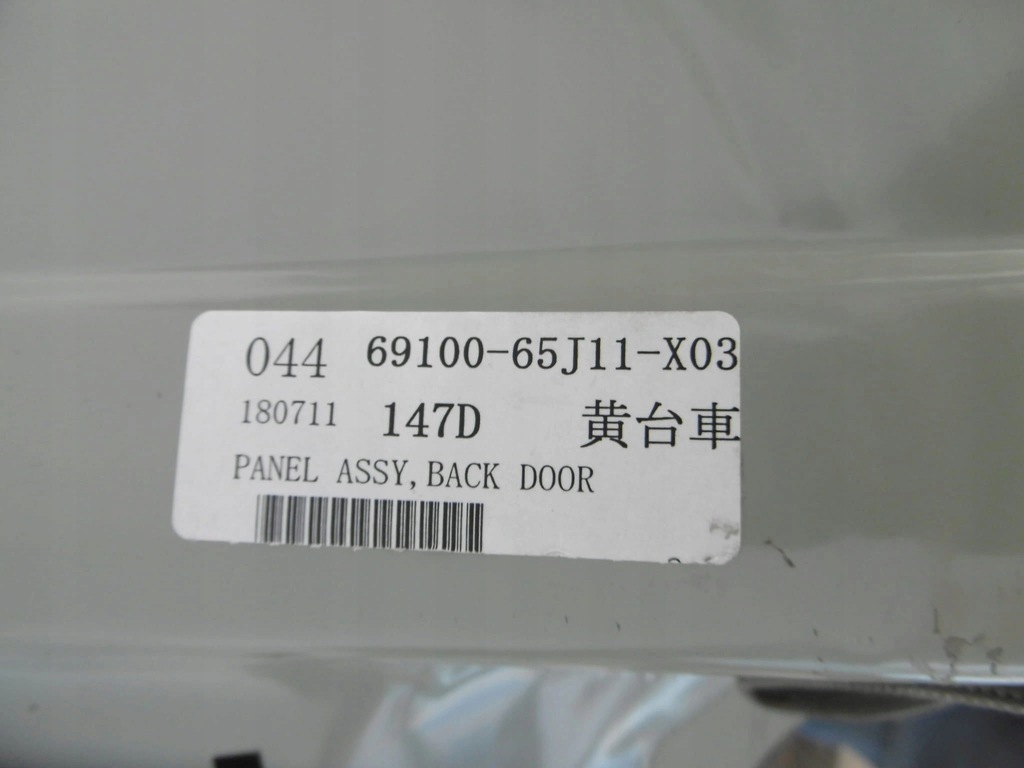 044 69100-65J11-X03
180711 147D 黄台車
PANEL ASSY,BACK DOOR